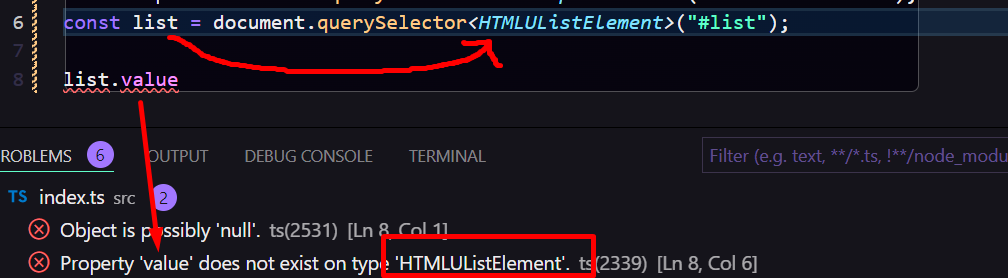 6 const list = document.querySelector<HTMLUListElement>("#list");
7
8 list.value
ROBLEMS 6 OUTPUT DEBUG CONSOLE TERMINAL Filter (e.g. text, **/*.ts, !**/node_modu
TS index.ts src 2
Object is possibly 'null'. ts(2531) [Ln 8, Col 1]
Property 'value' does not exist on type 'HTMLUListElement'. ts(2339) [Ln 8, Col 6]